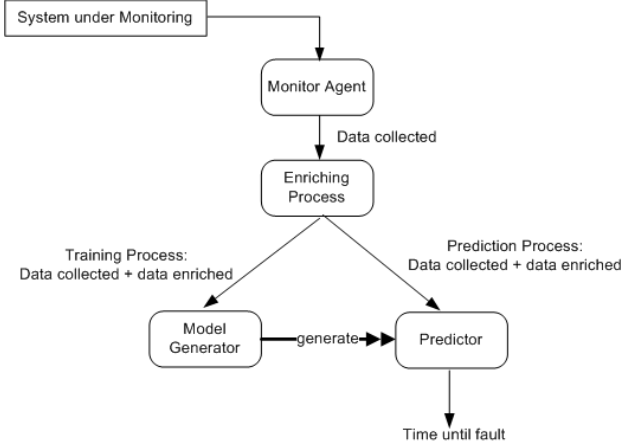 System under Monitoring
Monitor Agent
Data collected
Enriching
Process
Training Process:
Data collected + data enriched
Prediction Process:
Data collected + data enriched
Model
Generator
generate
Predictor
Time until fault